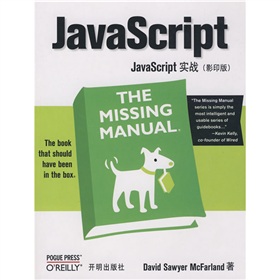 JavaScript
JavaScript 实战（影印版）
THE
MISSING
MANUAL.
"The Missing Manual
series is simply the
most intelligent
and usable
series of
guidebooks..."
—Kevin Kelly,
co-founder of Wired
The book
that should
have been
in the box.
POGUE PRESS™
O'REILLY® 开明出版社
David Sawyer McFarland 著